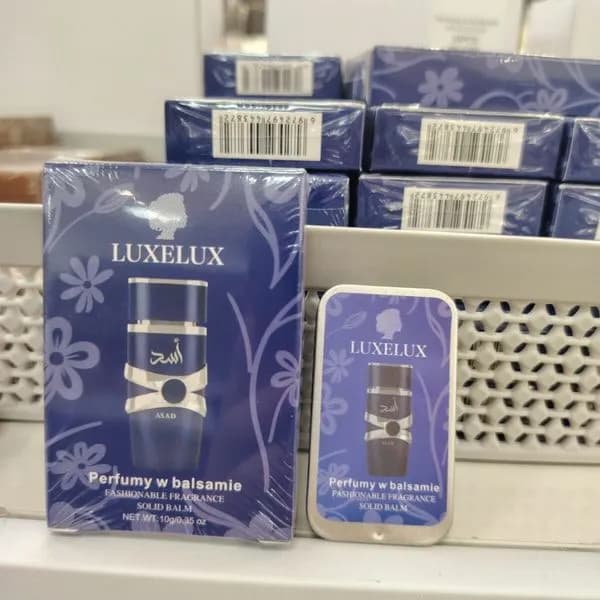 LUXELUX
أسد
ASAD
Perfumy w balsamie
FASHIONABLE FRAGRANCE
SOLID BALM
NET WT:10g/0.35 oz
LUXELUX
أسد
ASAD
Perfumy w balsamie
FASHIONABLE FRAGRANCE
SOLID BALM